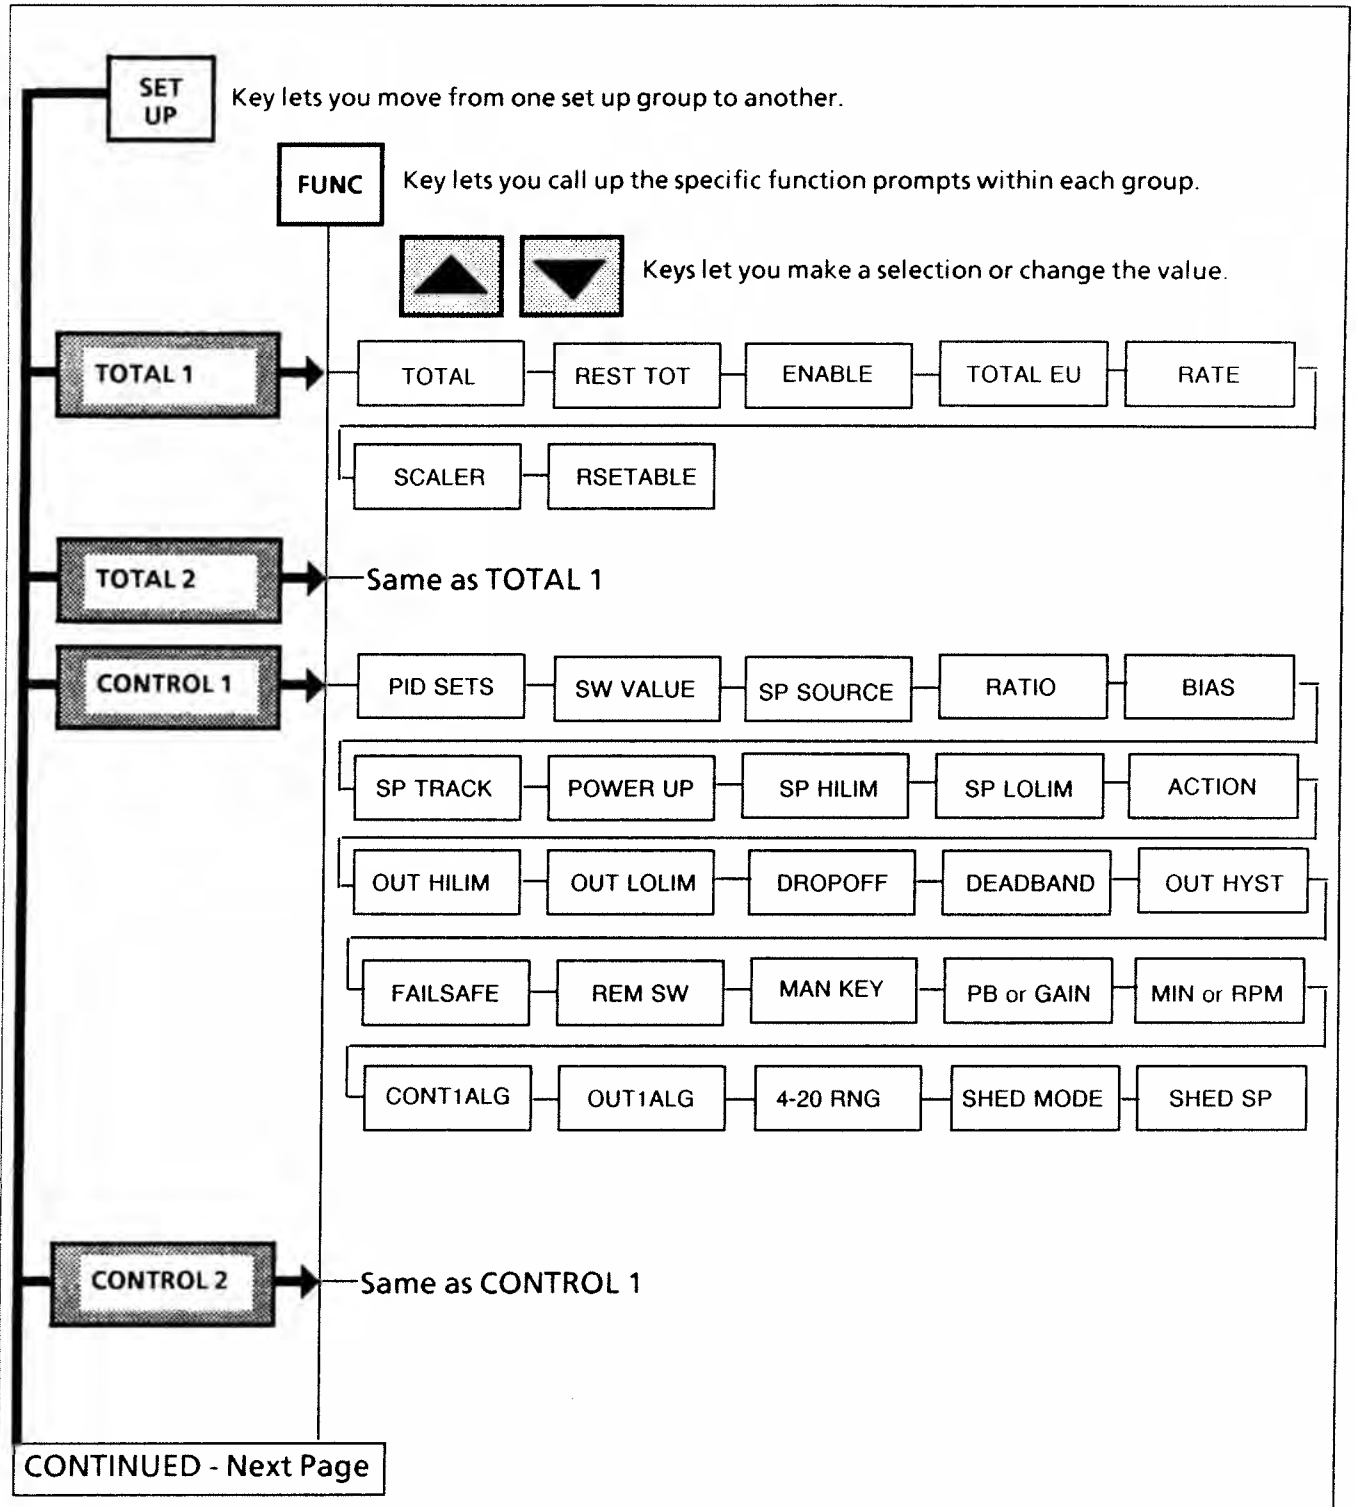 SET
UP
Key lets you move from one set up group to another.
FUNC
Key lets you call up the specific function prompts within each group.
Keys let you make a selection or change the value.
TOTAL 1
TOTAL
REST TOT
ENABLE
TOTAL EU
RATE
SCALER
RSETABLE
TOTAL 2
Same as TOTAL 1
CONTROL 1
PID SETS
SW VALUE
SP SOURCE
RATIO
BIAS
SP TRACK
POWER UP
SP HILIM
SP LOLIM
ACTION
OUT HILIM
OUT LOLIM
DROPOFF
DEADBAND
OUT HYST
FAILSAFE
REM SW
MAN KEY
PB or GAIN
MIN or RPM
CONT1ALG
OUT1ALG
4-20 RNG
SHED MODE
SHED SP
CONTROL 2
Same as CONTROL 1
CONTINUED - Next Page